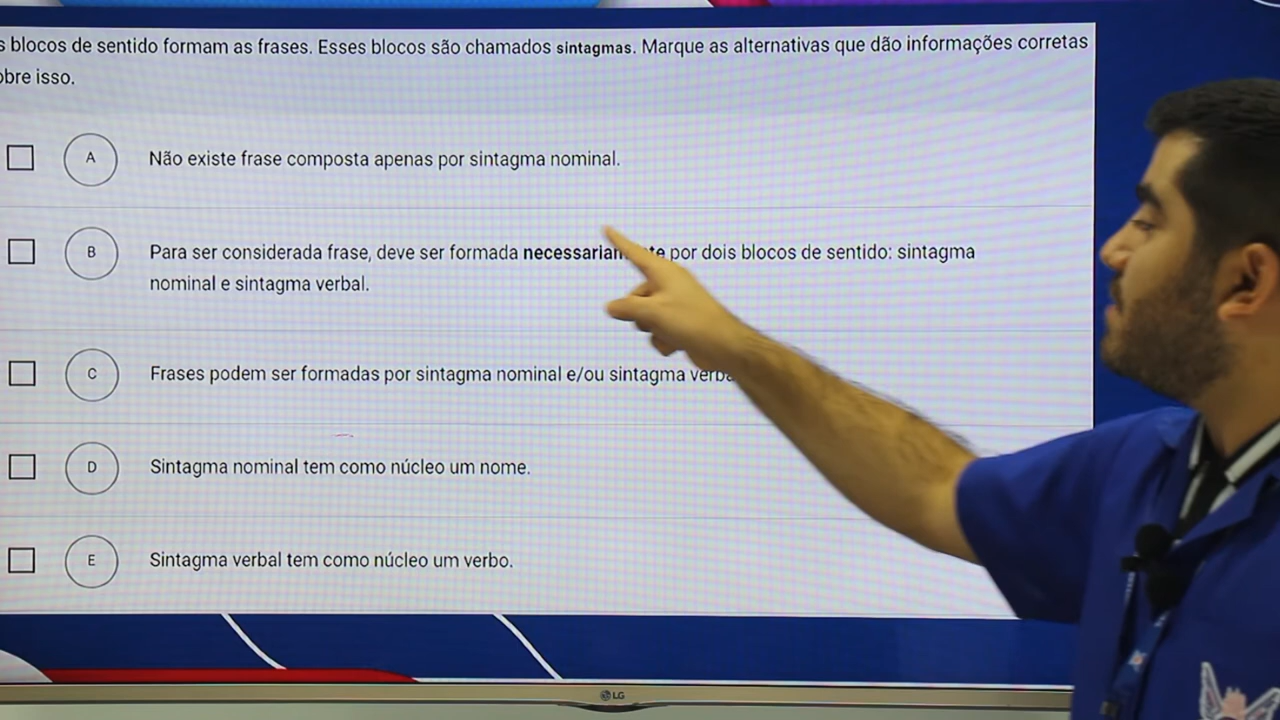 blocos de sentido formam as frases. Esses blocos são chamados sintagmas. Marque as alternativas que dão informações corretas
isso.
A Não existe frase composta apenas por sintagma nominal.
B Para ser considerada frase, deve ser formada por dois blocos de sentido: sintagma
nominal e sintagma verbal.
C Frases podem ser formadas por sintagma nominal e/ou sintagma
D Sintagma nominal tem como núcleo um nome.
E Sintagma verbal tem como núcleo um verbo.
LG